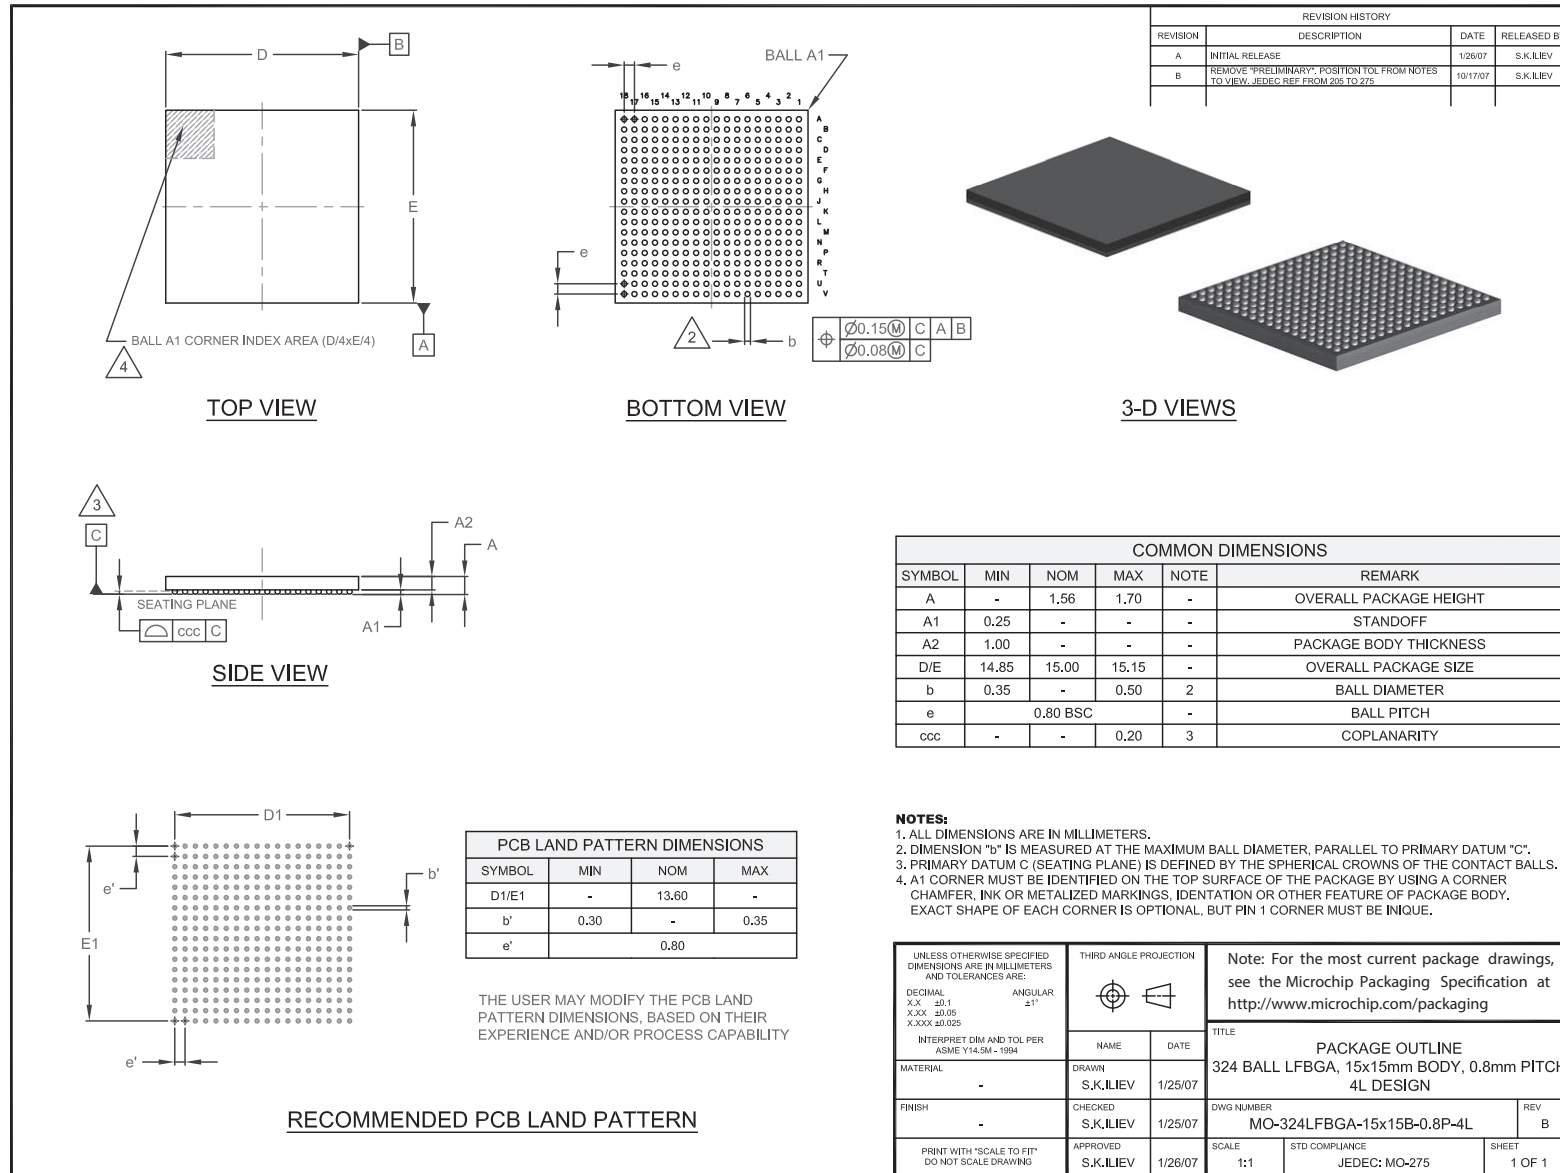 REVISION HISTORY
REVISION DESCRIPTION DATE RELEASED BY
A INITIAL RELEASE 1/26/07 S.K.ILIEV
B REMOVE "PRELIMINARY". POSITION TOL FROM NOTES TO VIEW. JEDEC REF FROM 205 TO 275 10/17/07 S.K.ILIEV
D
B
E
A
BALL A1 CORNER INDEX AREA (D/4xE/4)
4
TOP VIEW
e
BALL A1
18 16 14 12 10 8 6 4 2
17 15 13 11 9 7 5 3 1
A
B
C
D
E
F
G
H
J
K
L
M
N
P
R
T
U
V
e
2
b
Ø0.15Ⓜ C A B
Ø0.08Ⓜ C
BOTTOM VIEW
3-D VIEWS
3
C
A2
A
SEATING PLANE
ccc C
A1
SIDE VIEW
COMMON DIMENSIONS
SYMBOL MIN NOM MAX NOTE REMARK
A - 1.56 1.70 - OVERALL PACKAGE HEIGHT
A1 0.25 - - - STANDOFF
A2 1.00 - - - PACKAGE BODY THICKNESS
D/E 14.85 15.00 15.15 - OVERALL PACKAGE SIZE
b 0.35 - 0.50 2 BALL DIAMETER
e 0.80 BSC - BALL PITCH
ccc - - 0.20 3 COPLANARITY
D1
e'
b'
E1
e'
PCB LAND PATTERN DIMENSIONS
SYMBOL MIN NOM MAX
D1/E1 - 13.60 -
b' 0.30 - 0.35
e' 0.80
THE USER MAY MODIFY THE PCB LAND
PATTERN DIMENSIONS, BASED ON THEIR
EXPERIENCE AND/OR PROCESS CAPABILITY
RECOMMENDED PCB LAND PATTERN
NOTES:
1. ALL DIMENSIONS ARE IN MILLIMETERS.
2. DIMENSION "b" IS MEASURED AT THE MAXIMUM BALL DIAMETER, PARALLEL TO PRIMARY DATUM "C".
3. PRIMARY DATUM C (SEATING PLANE) IS DEFINED BY THE SPHERICAL CROWNS OF THE CONTACT BALLS.
4. A1 CORNER MUST BE IDENTIFIED ON THE TOP SURFACE OF THE PACKAGE BY USING A CORNER
CHAMFER, INK OR METALIZED MARKINGS, IDENTATION OR OTHER FEATURE OF PACKAGE BODY.
EXACT SHAPE OF EACH CORNER IS OPTIONAL, BUT PIN 1 CORNER MUST BE INIQUE.
UNLESS OTHERWISE SPECIFIED
DIMENSIONS ARE IN MILLIMETERS
AND TOLERANCES ARE:
DECIMAL ANGULAR
X.X ±0.1 ±1°
X.XX ±0.05
X.XXX ±0.025
INTERPRET DIM AND TOL PER
ASME Y14.5M - 1994
MATERIAL
-
FINISH
-
PRINT WITH "SCALE TO FIT"
DO NOT SCALE DRAWING
THIRD ANGLE PROJECTION
NAME DATE
DRAWN
S.K.ILIEV 1/25/07
CHECKED
S.K.ILIEV 1/25/07
APPROVED
S.K.ILIEV 1/26/07
Note: For the most current package drawings,
see the Microchip Packaging Specification at
http://www.microchip.com/packaging
TITLE
PACKAGE OUTLINE
324 BALL LFBGA, 15x15mm BODY, 0.8mm PITCH
4L DESIGN
DWG NUMBER REV
MO-324LFBGA-15x15B-0.8P-4L B
SCALE STD COMPLIANCE SHEET
1:1 JEDEC: MO-275 1 OF 1